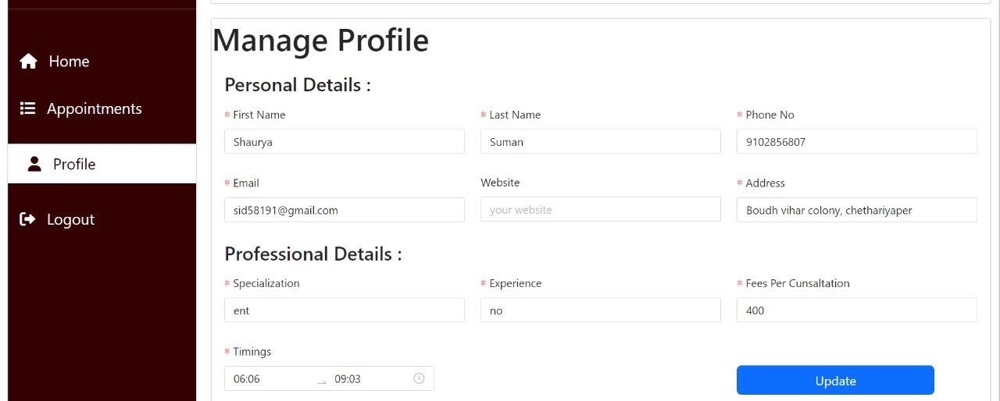 Home
Appointments
Profile
Logout
Manage Profile
Personal Details :
* First Name * Last Name * Phone No
Shaurya Suman 9102856807
* Email Website * Address
sid58191@gmail.com your website Boudh vihar colony, chethariyaper
Professional Details :
* Specialization * Experience * Fees Per Cunsaltation
ent no 400
* Timings
06:06 → 09:03
Update